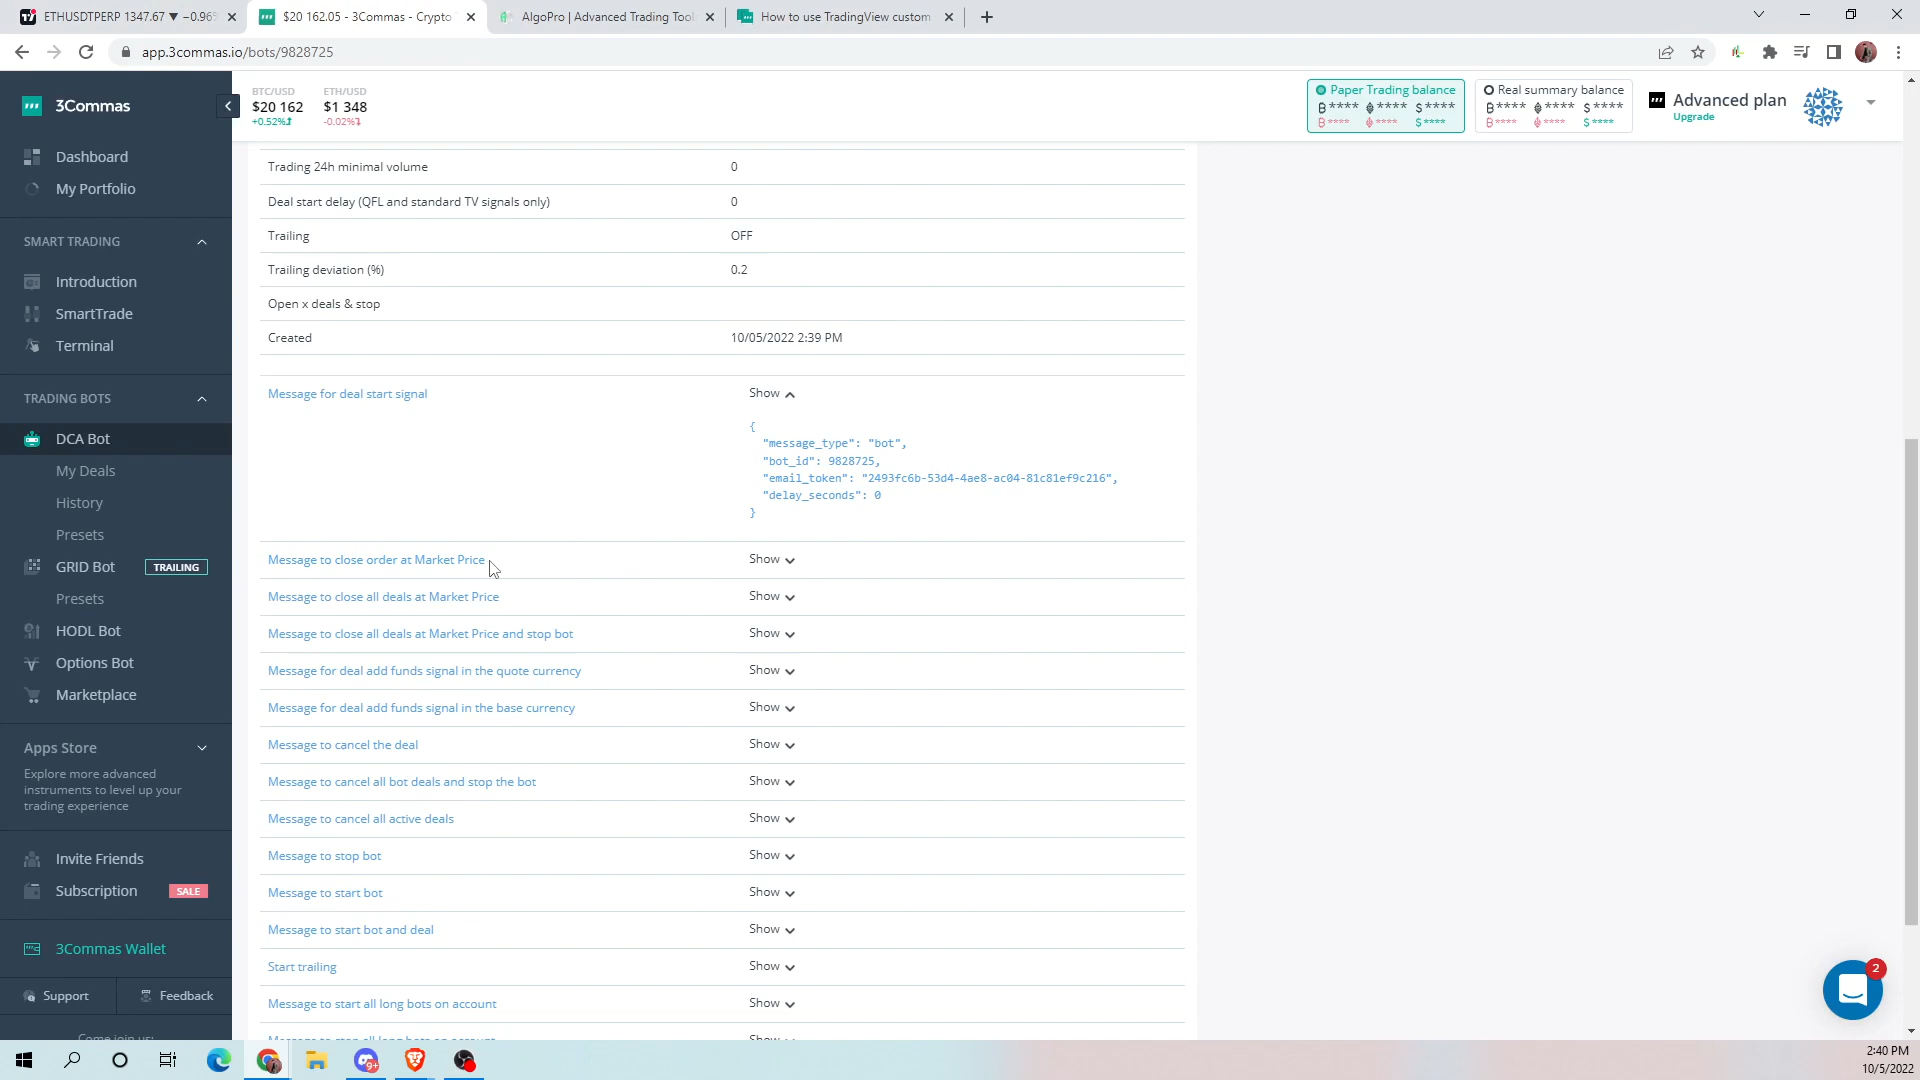 ETHUSDTPERP 1347.67 ▼ −0.96%
$20 162.05 - 3Commas - Crypto
AlgoPro | Advanced Trading Tool
How to use TradingView custom
app.3commas.io/bots/9828725
3Commas
BTC/USD
$20 162
+0.52%
ETH/USD
$1 348
-0.02%
Paper Trading balance
**** **** $****
**** **** $****
Real summary balance
**** **** $****
**** **** $****
Advanced plan
Upgrade
Dashboard
My Portfolio
SMART TRADING
Introduction
SmartTrade
Terminal
TRADING BOTS
DCA Bot
My Deals
History
Presets
GRID Bot
TRAILING
Presets
HODL Bot
Options Bot
Marketplace
Apps Store
Explore more advanced
instruments to level up your
trading experience
Invite Friends
Subscription
SALE
3Commas Wallet
Support
Feedback
Come join us:
Trading 24h minimal volume 0
Deal start delay (QFL and standard TV signals only) 0
Trailing OFF
Trailing deviation (%) 0.2
Open x deals & stop
Created 10/05/2022 2:39 PM
Message for deal start signal Show
{
"message_type": "bot",
"bot_id": 9828725,
"email_token": "2493fc6b-53d4-4ae8-ac04-81c81ef9c216",
"delay_seconds": 0
}
Message to close order at Market Price Show
Message to close all deals at Market Price Show
Message to close all deals at Market Price and stop bot Show
Message for deal add funds signal in the quote currency Show
Message for deal add funds signal in the base currency Show
Message to cancel the deal Show
Message to cancel all bot deals and stop the bot Show
Message to cancel all active deals Show
Message to stop bot Show
Message to start bot Show
Message to start bot and deal Show
Start trailing Show
Message to start all long bots on account Show
2
9+
2:40 PM
10/5/2022